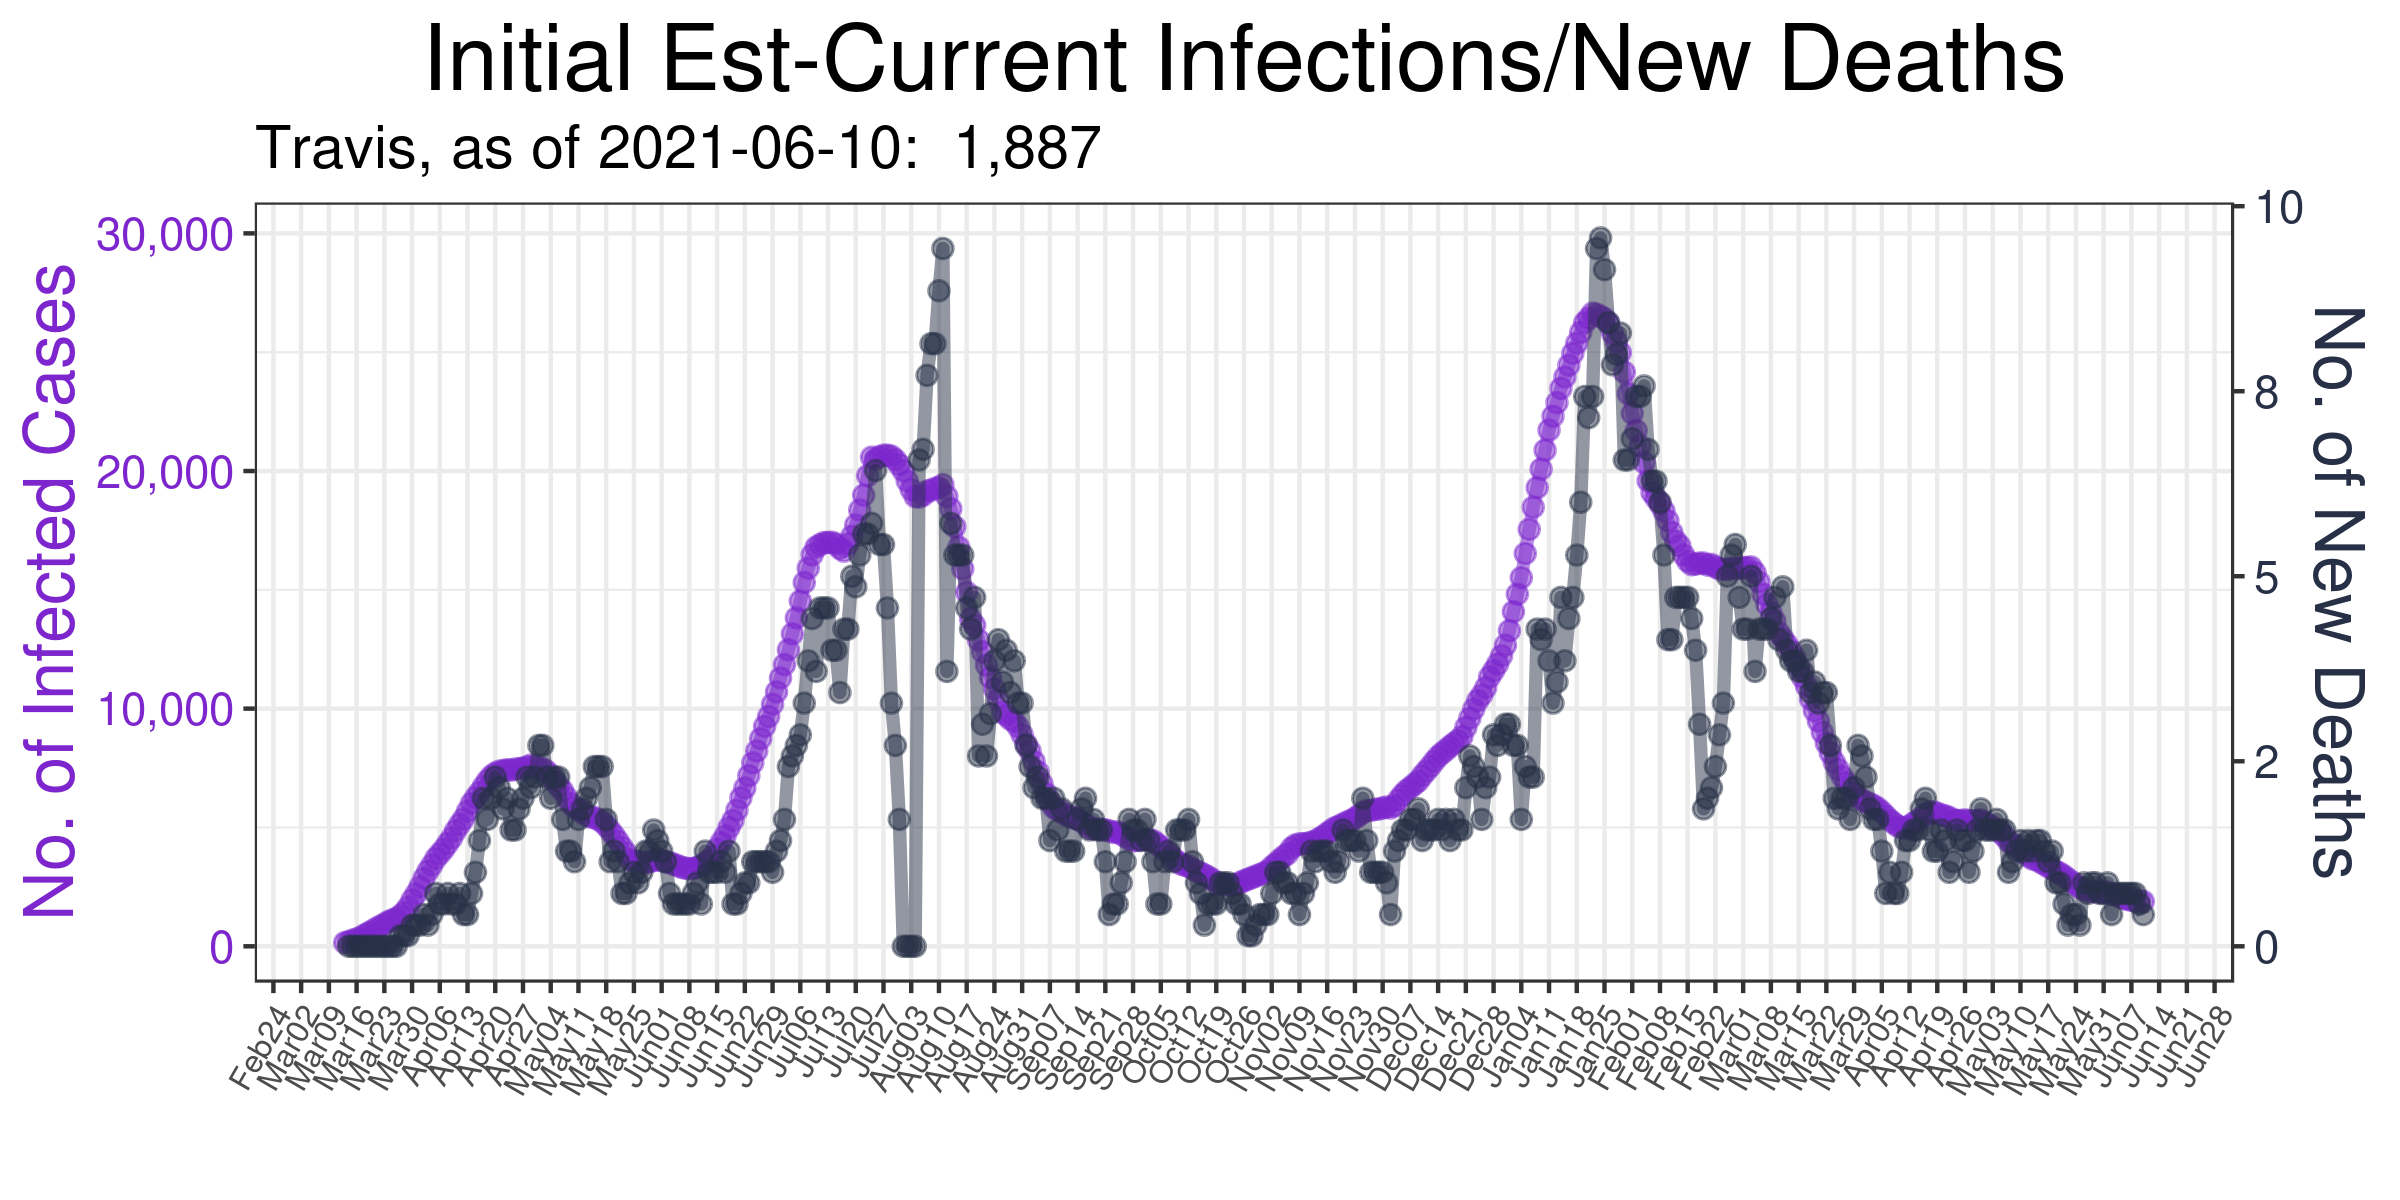 Initial Est-Current Infections/New Deaths
Travis, as of 2021-06-10:  1,887
No. of Infected Cases
30,000
20,000
10,000
0
10
8
5
2
0
No. of New Deaths
Feb24
Mar02
Mar09
Mar16
Mar23
Mar30
Apr06
Apr13
Apr20
Apr27
May04
May11
May18
May25
Jun01
Jun08
Jun15
Jun22
Jun29
Jul06
Jul13
Jul20
Jul27
Aug03
Aug10
Aug17
Aug24
Aug31
Sep07
Sep14
Sep21
Sep28
Oct05
Oct12
Oct19
Oct26
Nov02
Nov09
Nov16
Nov23
Nov30
Dec07
Dec14
Dec21
Dec28
Jan04
Jan11
Jan18
Jan25
Feb01
Feb08
Feb15
Feb22
Mar01
Mar08
Mar15
Mar22
Mar29
Apr05
Apr12
Apr19
Apr26
May03
May10
May17
May24
May31
Jun07
Jun14
Jun21
Jun28